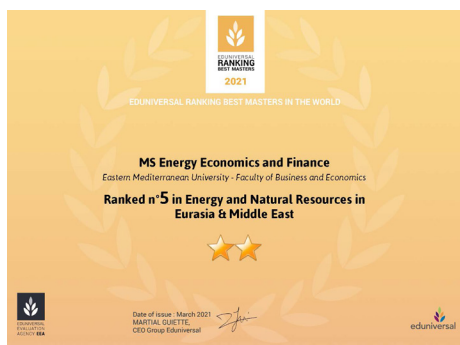 EDUNIVERSAL
RANKING
BEST MASTERS
2021
EDUNIVERSAL RANKING BEST MASTERS IN THE WORLD
MS Energy Economics and Finance
Eastern Mediterranean University - Faculty of Business and Economics
Ranked n°5 in Energy and Natural Resources in
Eurasia & Middle East
EDUNIVERSAL
EVALUATION
AGENCY EEA
Date of issue : March 2021
MARTIAL GUIETTE,
CEO Group Eduniversal
eduniversal